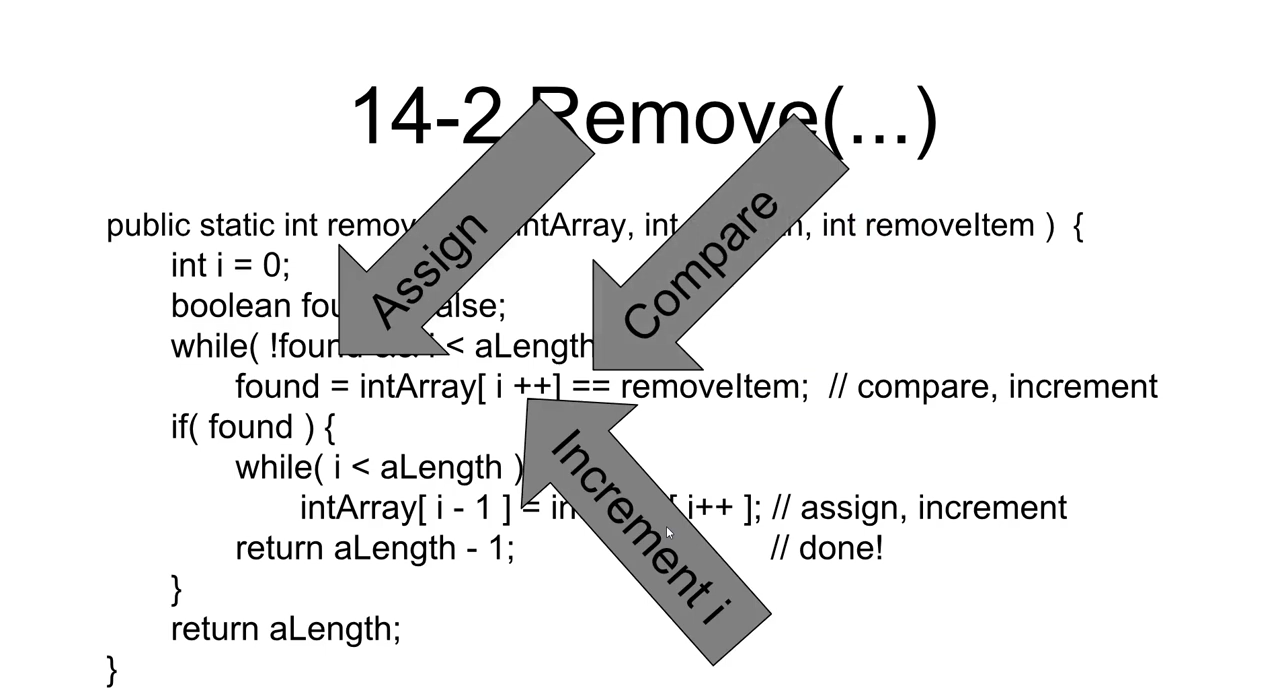 14-2 Remove(...)
public static int remov ntArray, int n, int removeItem ) {
int i = 0;
boolean fou alse;
while( !foun < aLength
found = intArray[ i ++] == removeItem; // compare, increment
if( found ) {
while( i < aLength )
intArray[ i - 1 ] = in [ i++ ]; // assign, increment
return aLength - 1; // done!
}
return aLength;
}
Assign
Compare
Increment i